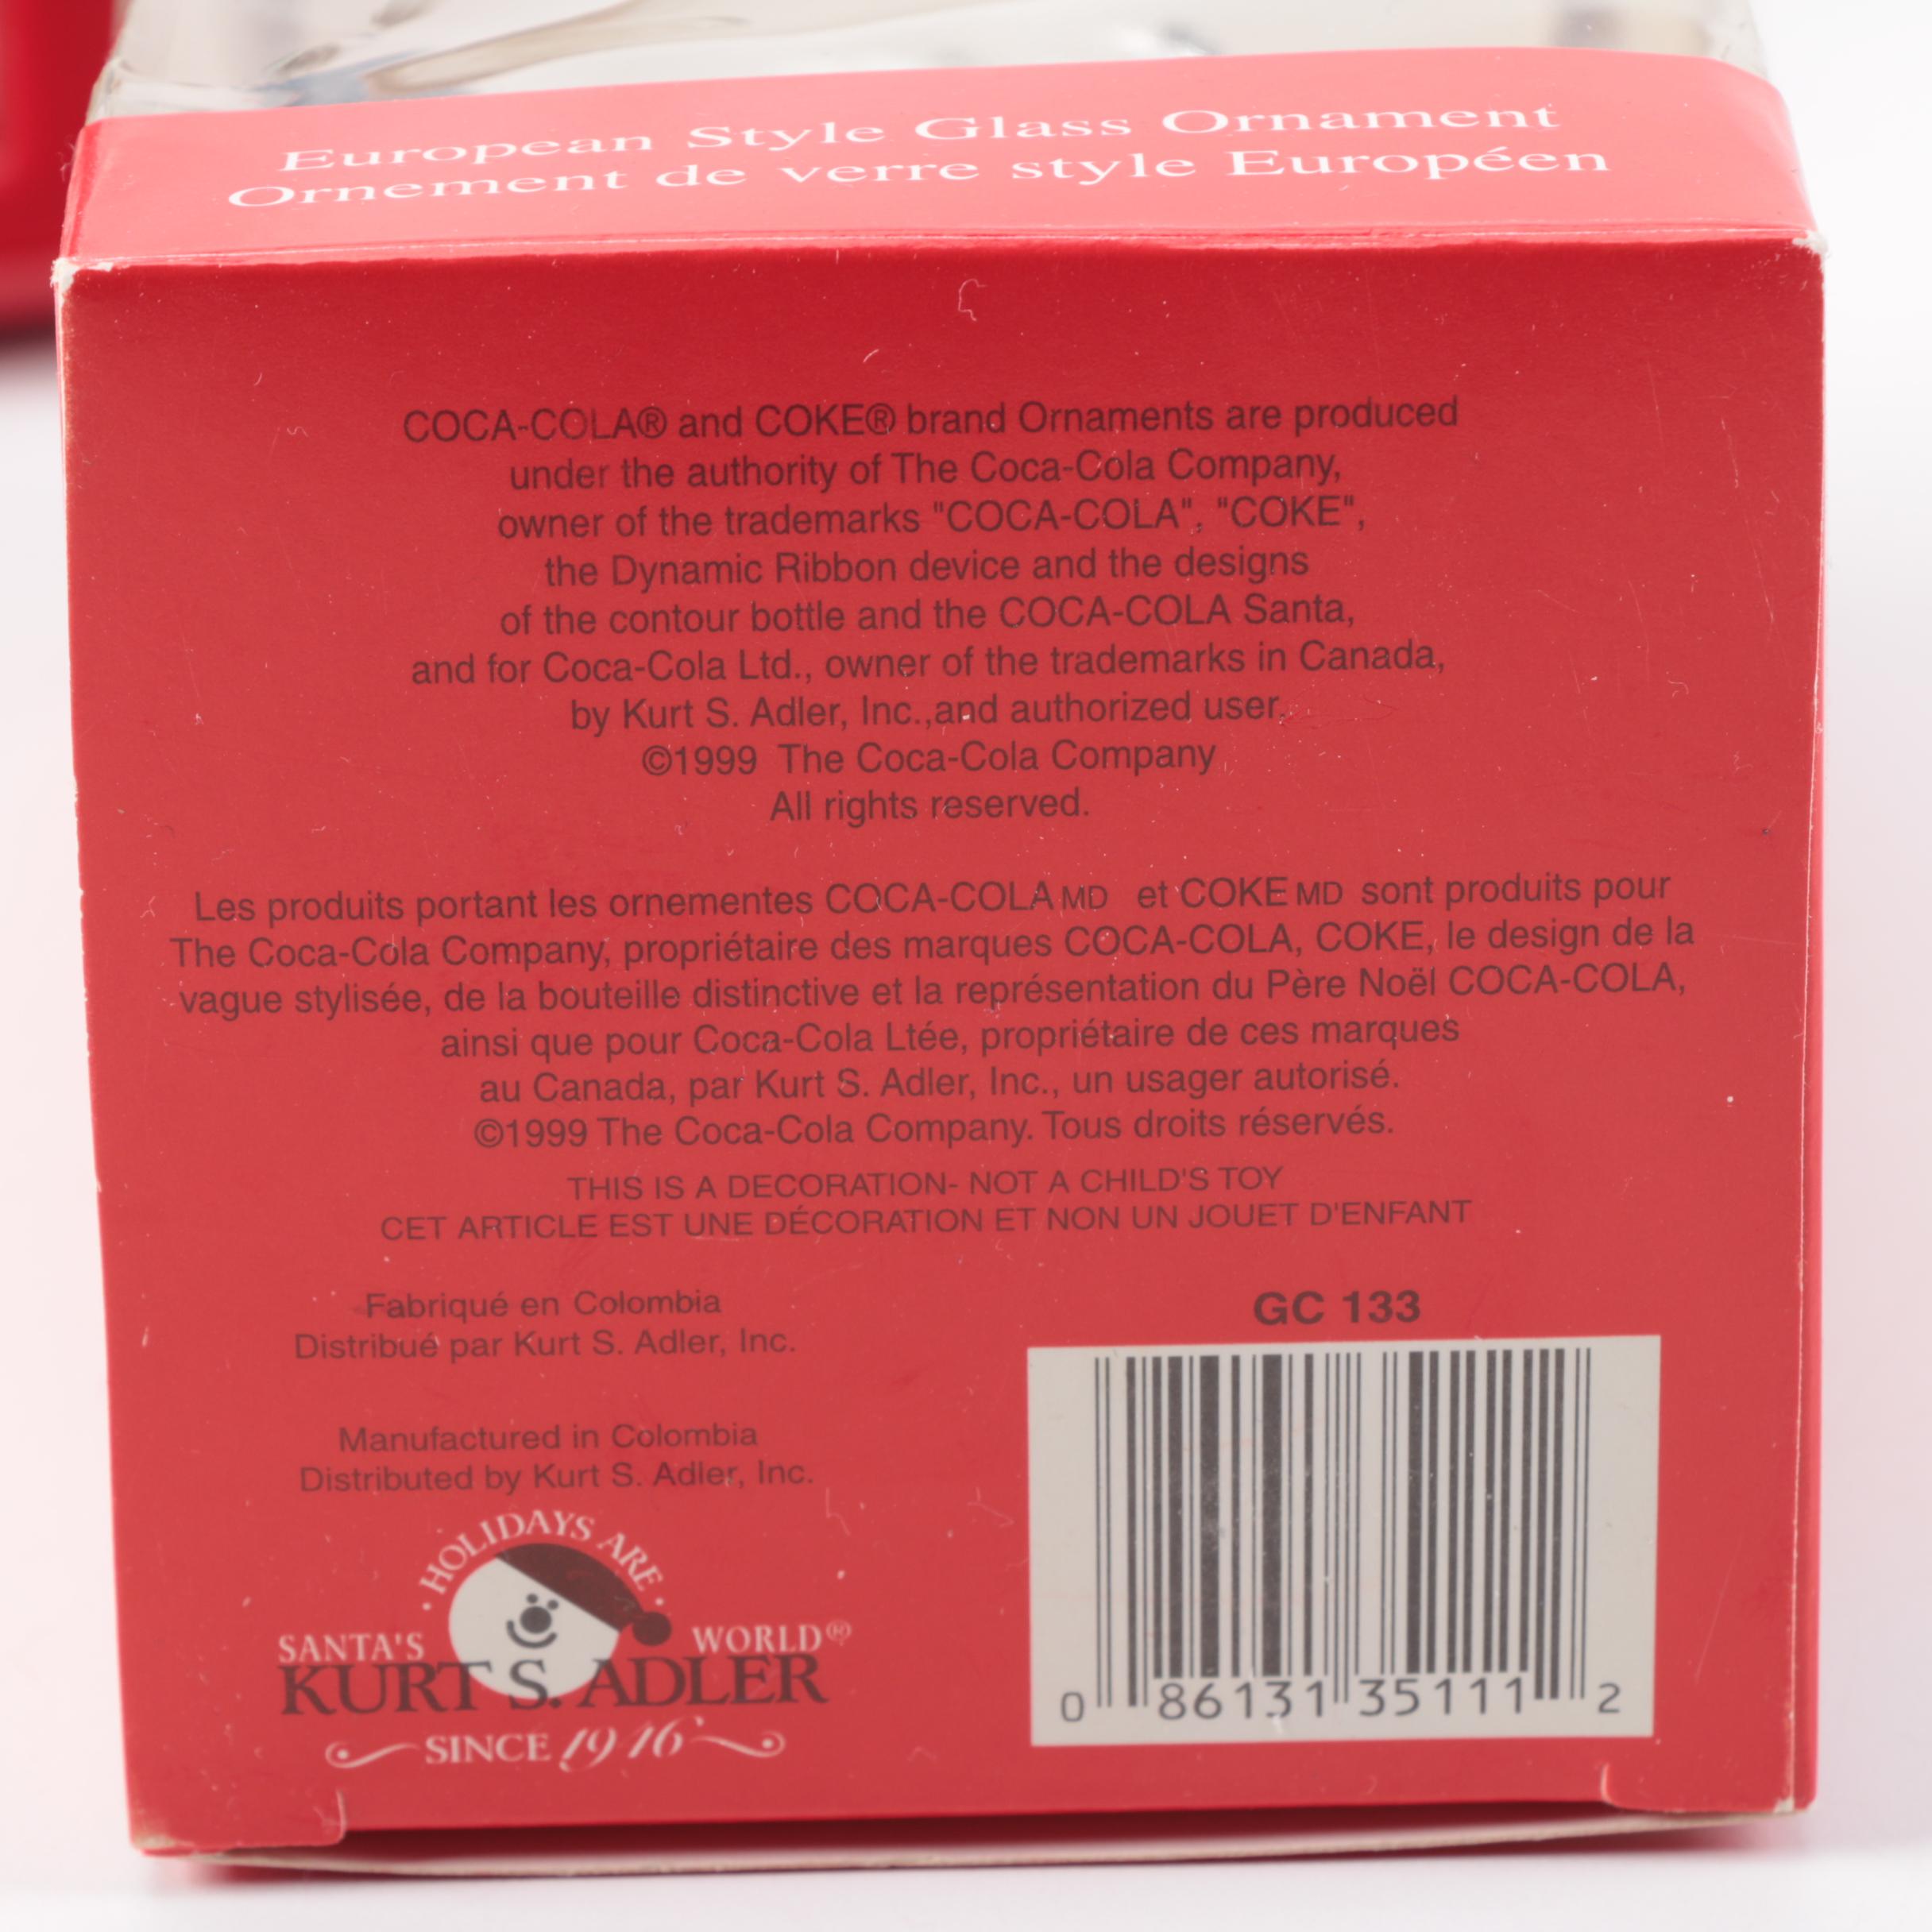 European Style Glass Ornament
Ornement de verre style Européen
COCA-COLA® and COKE® brand Ornaments are produced
under the authority of The Coca-Cola Company,
owner of the trademarks "COCA-COLA", "COKE",
the Dynamic Ribbon device and the designs
of the contour bottle and the COCA-COLA Santa,
and for Coca-Cola Ltd., owner of the trademarks in Canada,
by Kurt S. Adler, Inc.,and authorized user.
©1999 The Coca-Cola Company
All rights reserved.
Les produits portant les ornementes COCA-COLA MD et COKE MD sont produits pour
The Coca-Cola Company, propriétaire des marques COCA-COLA, COKE, le design de la
vague stylisée, de la bouteille distinctive et la représentation du Père Noël COCA-COLA,
ainsi que pour Coca-Cola Ltée, propriétaire de ces marques
au Canada, par Kurt S. Adler, Inc., un usager autorisé.
©1999 The Coca-Cola Company. Tous droits réservés.
THIS IS A DECORATION- NOT A CHILD'S TOY
CET ARTICLE EST UNE DÉCORATION ET NON UN JOUET D'ENFANT
Fabriqué en Colombia
Distribué par Kurt S. Adler, Inc.
Manufactured in Colombia
Distributed by Kurt S. Adler, Inc.
· HOLIDAYS ARE ·
SANTA'S WORLD®
KURT S. ADLER
SINCE 1946
GC 133
0 86131 35111 2